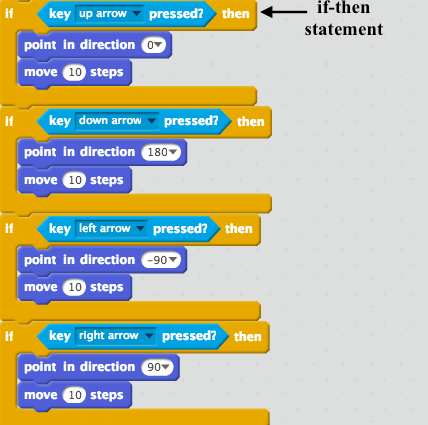 if key up arrow pressed? then
if-then
statement
point in direction 0
move 10 steps
if key down arrow pressed? then
point in direction 180
move 10 steps
if key left arrow pressed? then
point in direction -90
move 10 steps
if key right arrow pressed? then
point in direction 90
move 10 steps